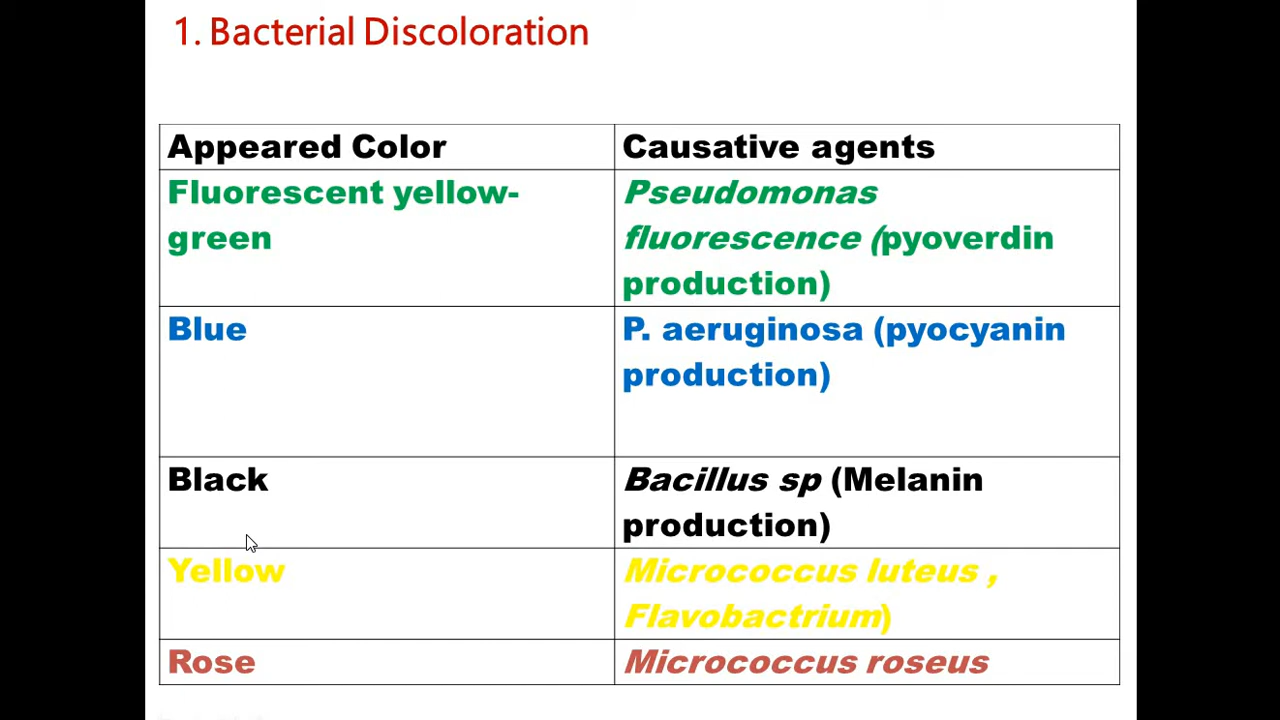 1. Bacterial Discoloration
Appeared Color
Causative agents
Fluorescent yellow-
green
Pseudomonas
fluorescence (pyoverdin
production)
Blue
P. aeruginosa (pyocyanin
production)
Black
Bacillus sp (Melanin
production)
Yellow
Micrococcus luteus ,
Flavobactrium)
Rose
Micrococcus roseus